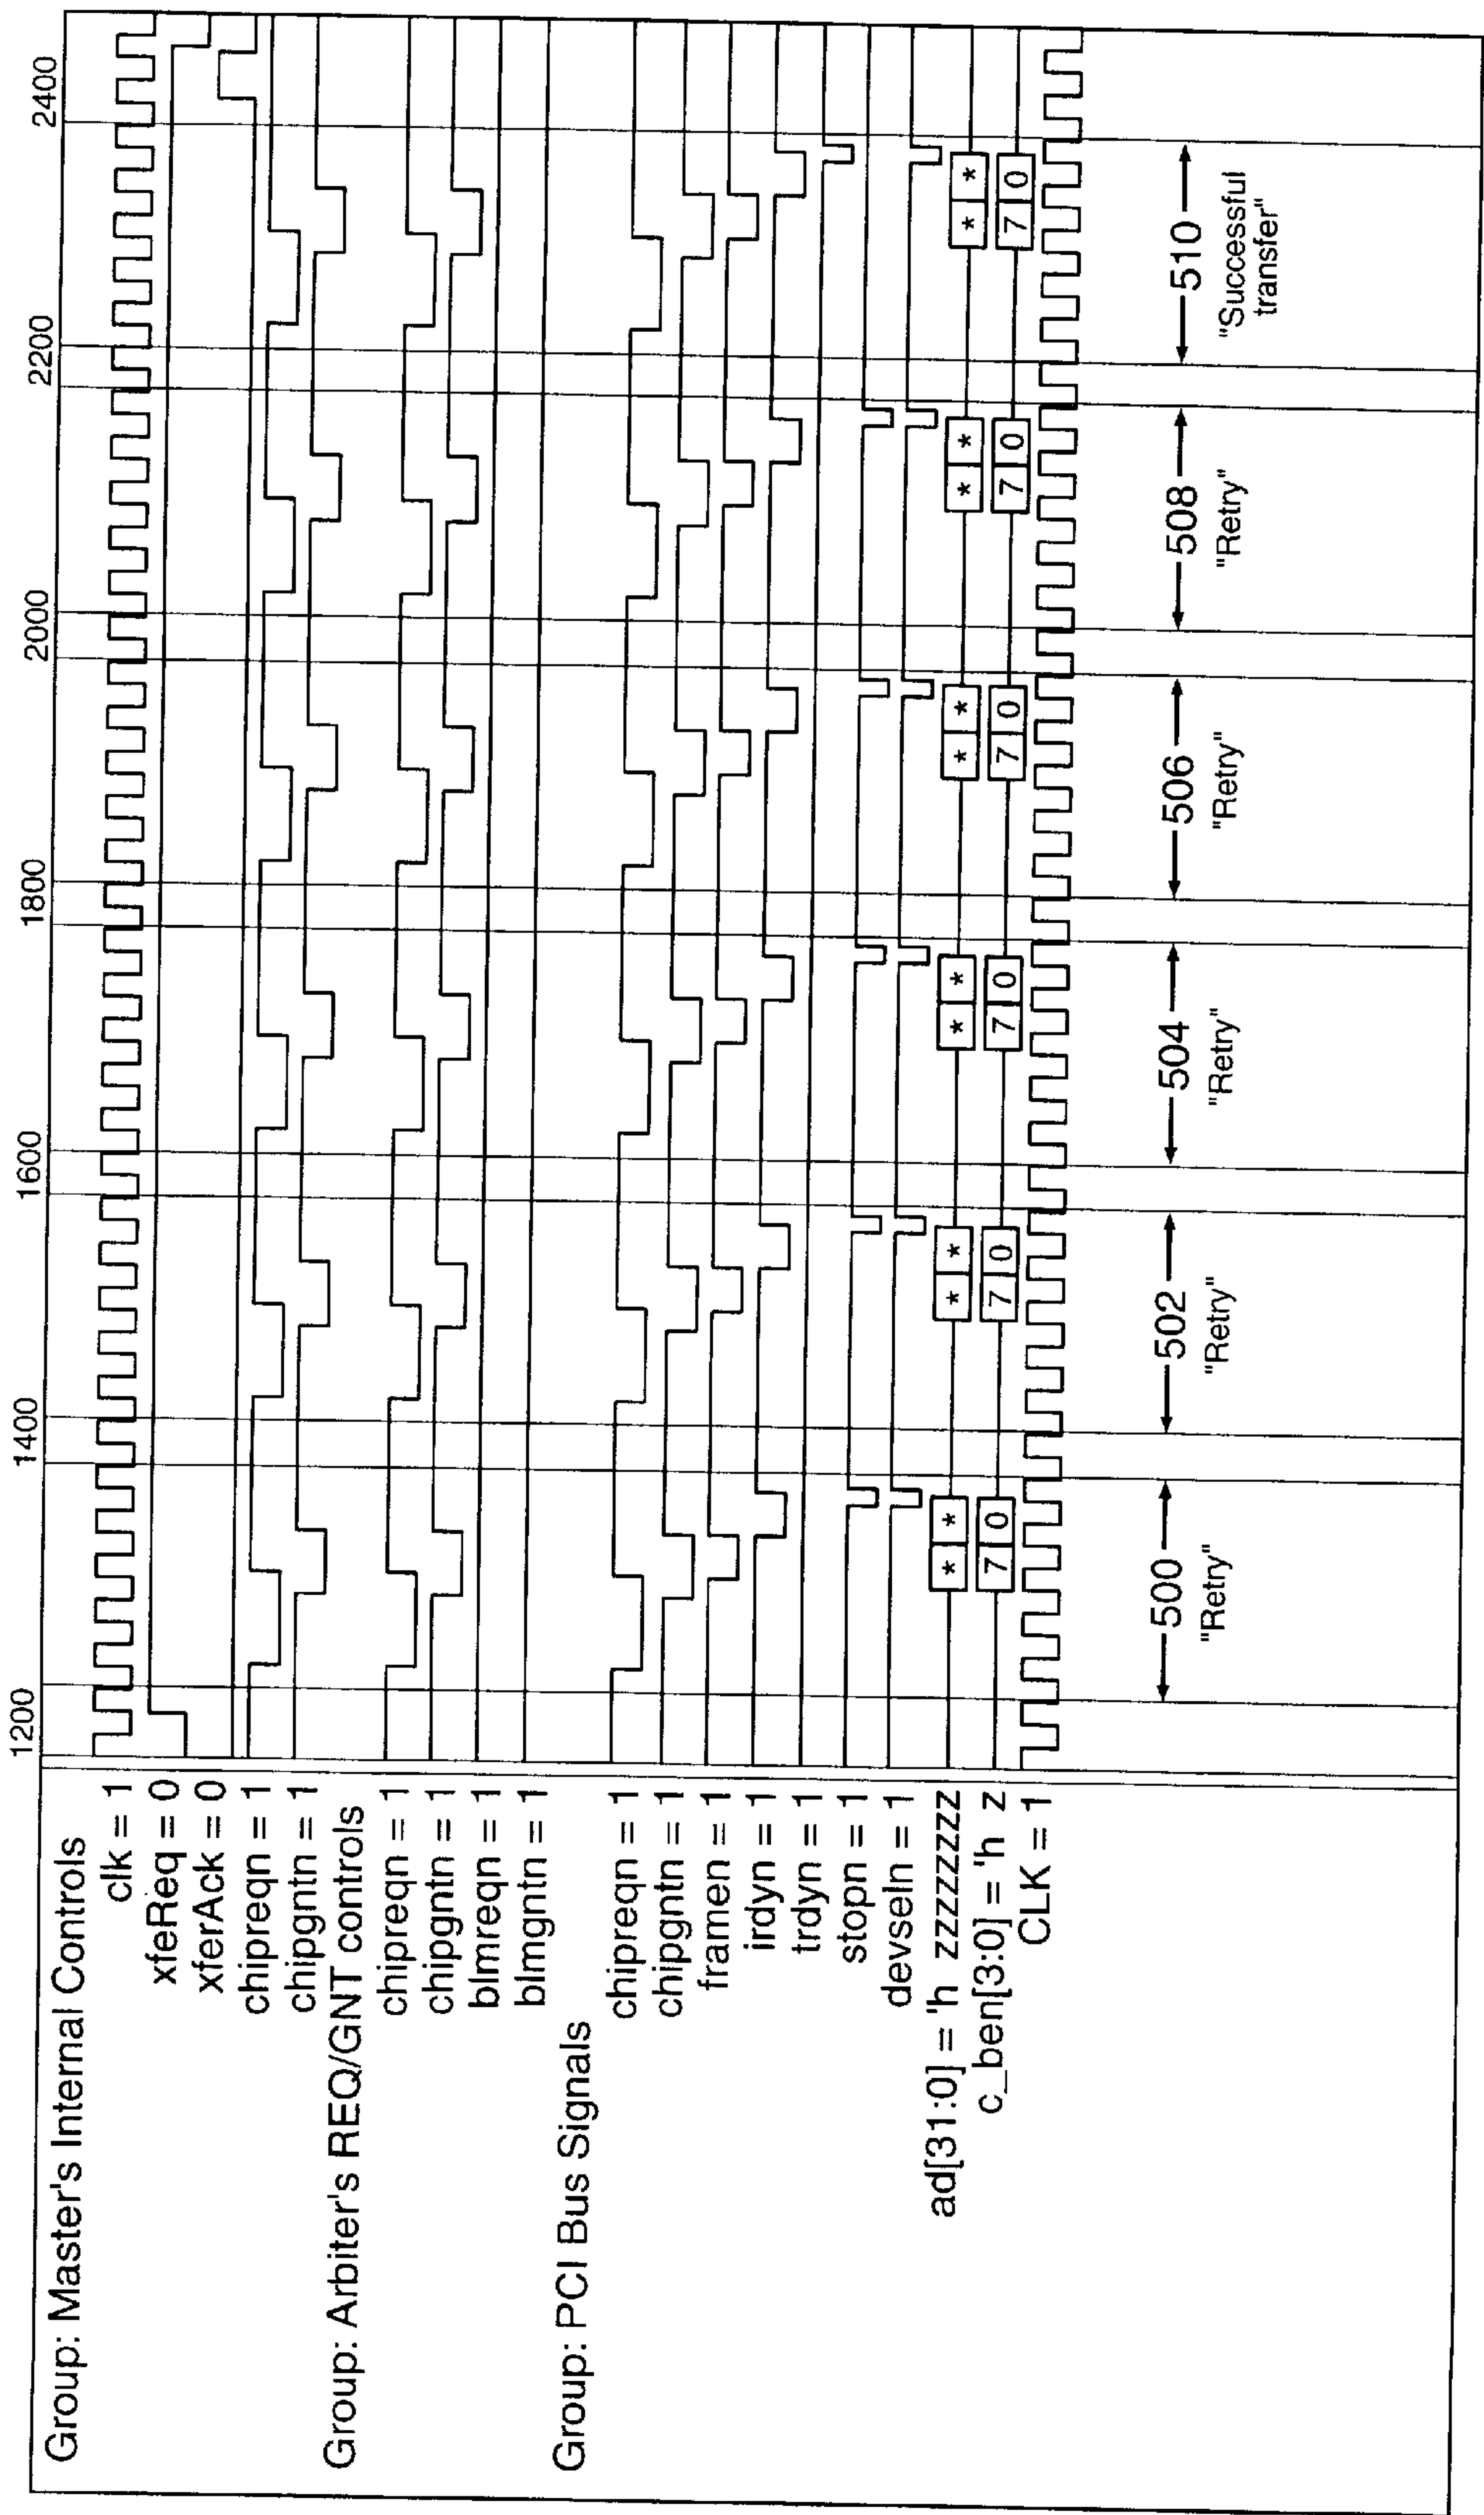 1200 1400 1600 1800 2000 2200 2400
Group: Master's Internal Controls
clk = 1
xfeReq = 0
xferAck = 0
chipreqn = 1
chipgntn = 1
Group: Arbiter's REQ/GNT controls
chipreqn = 1
chipgntn = 1
blmreqn = 1
blmgntn = 1
Group: PCI Bus Signals
chipreqn = 1
chipgntn = 1
framen = 1
irdyn = 1
trdyn = 1
stopn = 1
devseln = 1
ad[31:0] = 'h zzzzzzzz
* * * * * * * * * * * *
c_ben[3:0] = 'h z
7 0 7 0 7 0 7 0 7 0 7 0
CLK = 1
500 502 504 506 508 510
"Retry" "Retry" "Retry" "Retry" "Retry" "Successful
transfer"